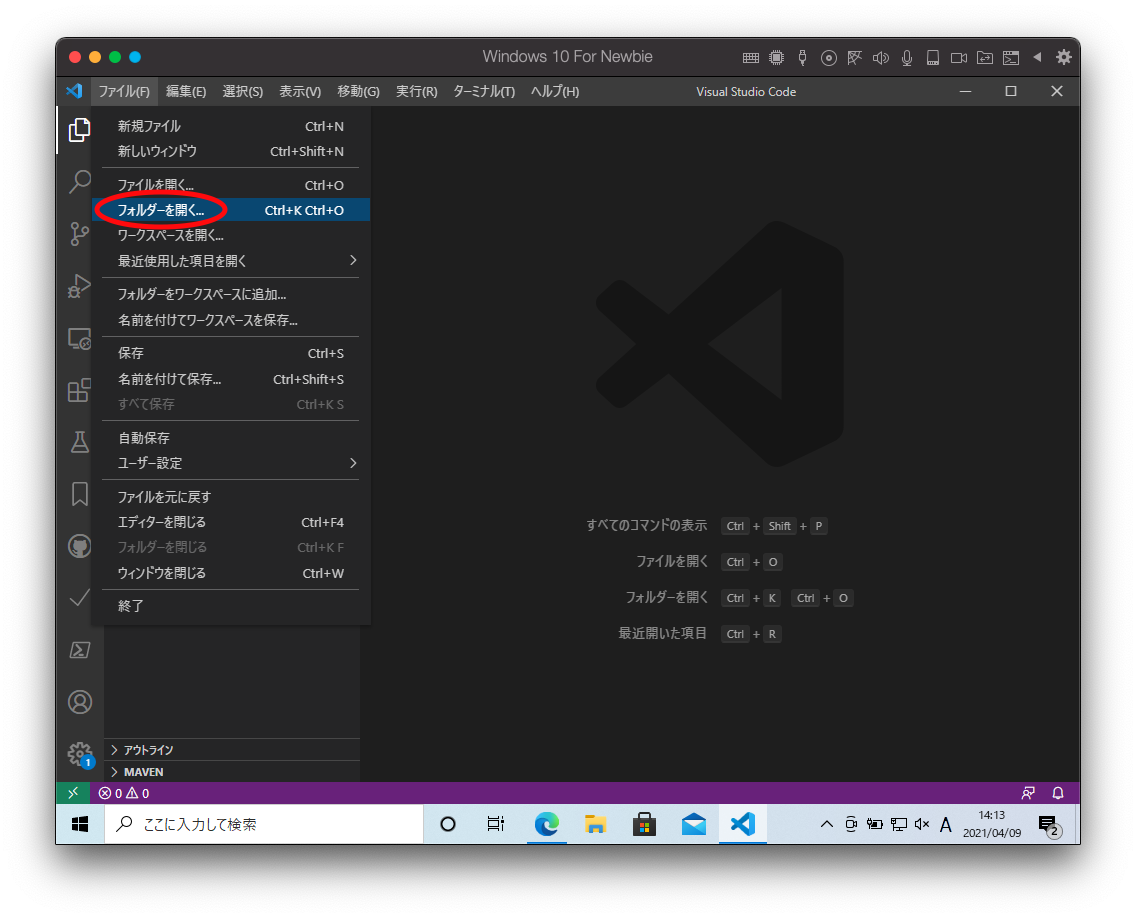 Windows 10 For Newbie
ファイル(F) 編集(E) 選択(S) 表示(V) 移動(G) 実行(R) ターミナル(T) ヘルプ(H) Visual Studio Code
新規ファイル Ctrl+N
新しいウィンドウ Ctrl+Shift+N
ファイルを開く... Ctrl+O
フォルダーを開く... Ctrl+K Ctrl+O
ワークスペースを開く...
最近使用した項目を開く
フォルダーをワークスペースに追加...
名前を付けてワークスペースを保存...
保存 Ctrl+S
名前を付けて保存... Ctrl+Shift+S
すべて保存 Ctrl+K S
自動保存
ユーザー設定
ファイルを元に戻す
エディターを閉じる Ctrl+F4
フォルダーを閉じる Ctrl+K F
ウィンドウを閉じる Ctrl+W
終了
すべてのコマンドの表示 Ctrl + Shift + P
ファイルを開く Ctrl + O
フォルダーを開く Ctrl + K Ctrl + O
最近開いた項目 Ctrl + R
1
アウトライン
MAVEN
0 0
ここに入力して検索
A
14:13
2021/04/09
2